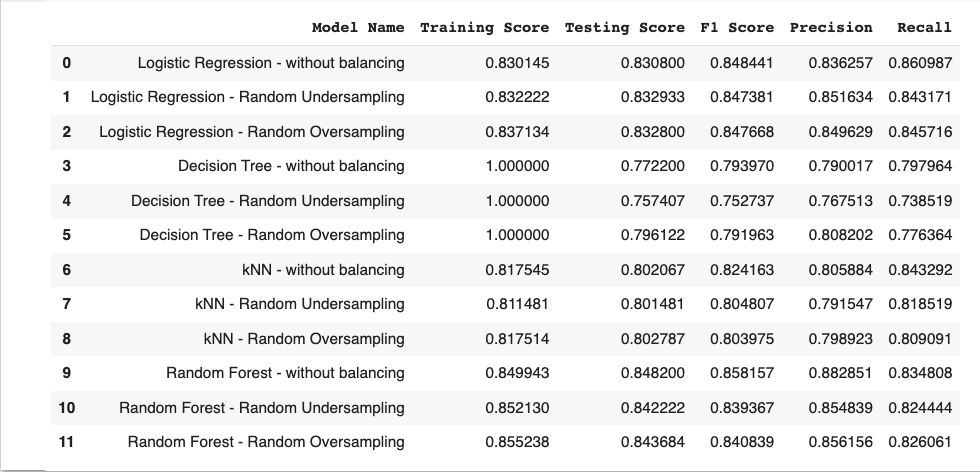 Model Name Training Score Testing Score F1 Score Precision Recall
0 Logistic Regression - without balancing 0.830145 0.830800 0.848441 0.836257 0.860987
1 Logistic Regression - Random Undersampling 0.832222 0.832933 0.847381 0.851634 0.843171
2 Logistic Regression - Random Oversampling 0.837134 0.832800 0.847668 0.849629 0.845716
3 Decision Tree - without balancing 1.000000 0.772200 0.793970 0.790017 0.797964
4 Decision Tree - Random Undersampling 1.000000 0.757407 0.752737 0.767513 0.738519
5 Decision Tree - Random Oversampling 1.000000 0.796122 0.791963 0.808202 0.776364
6 kNN - without balancing 0.817545 0.802067 0.824163 0.805884 0.843292
7 kNN - Random Undersampling 0.811481 0.801481 0.804807 0.791547 0.818519
8 kNN - Random Oversampling 0.817514 0.802787 0.803975 0.798923 0.809091
9 Random Forest - without balancing 0.849943 0.848200 0.858157 0.882851 0.834808
10 Random Forest - Random Undersampling 0.852130 0.842222 0.839367 0.854839 0.824444
11 Random Forest - Random Oversampling 0.855238 0.843684 0.840839 0.856156 0.826061